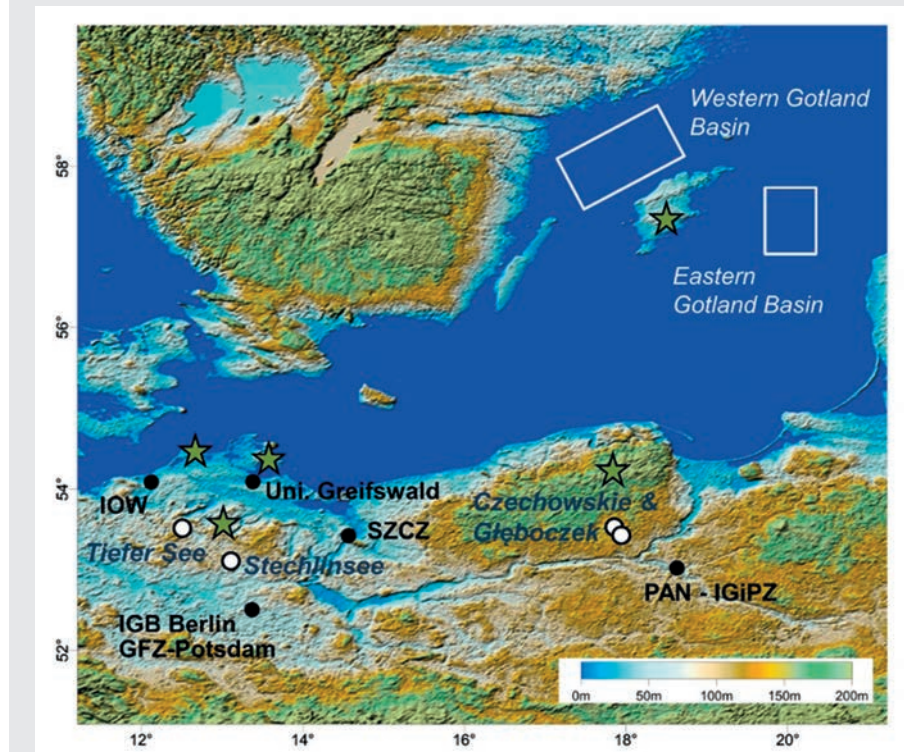 Western Gotland
Basin
58°
Eastern
Gotland Basin
56°
54°
IOW
Uni. Greifswald
Czechowskie &
Głęboczek
SZCZ
Tiefer See
Stechlinsee
PAN - IGiPZ
IGB Berlin
GFZ-Potsdam
52°
0m 50m 100m 150m 200m
12° 14° 16° 18° 20°